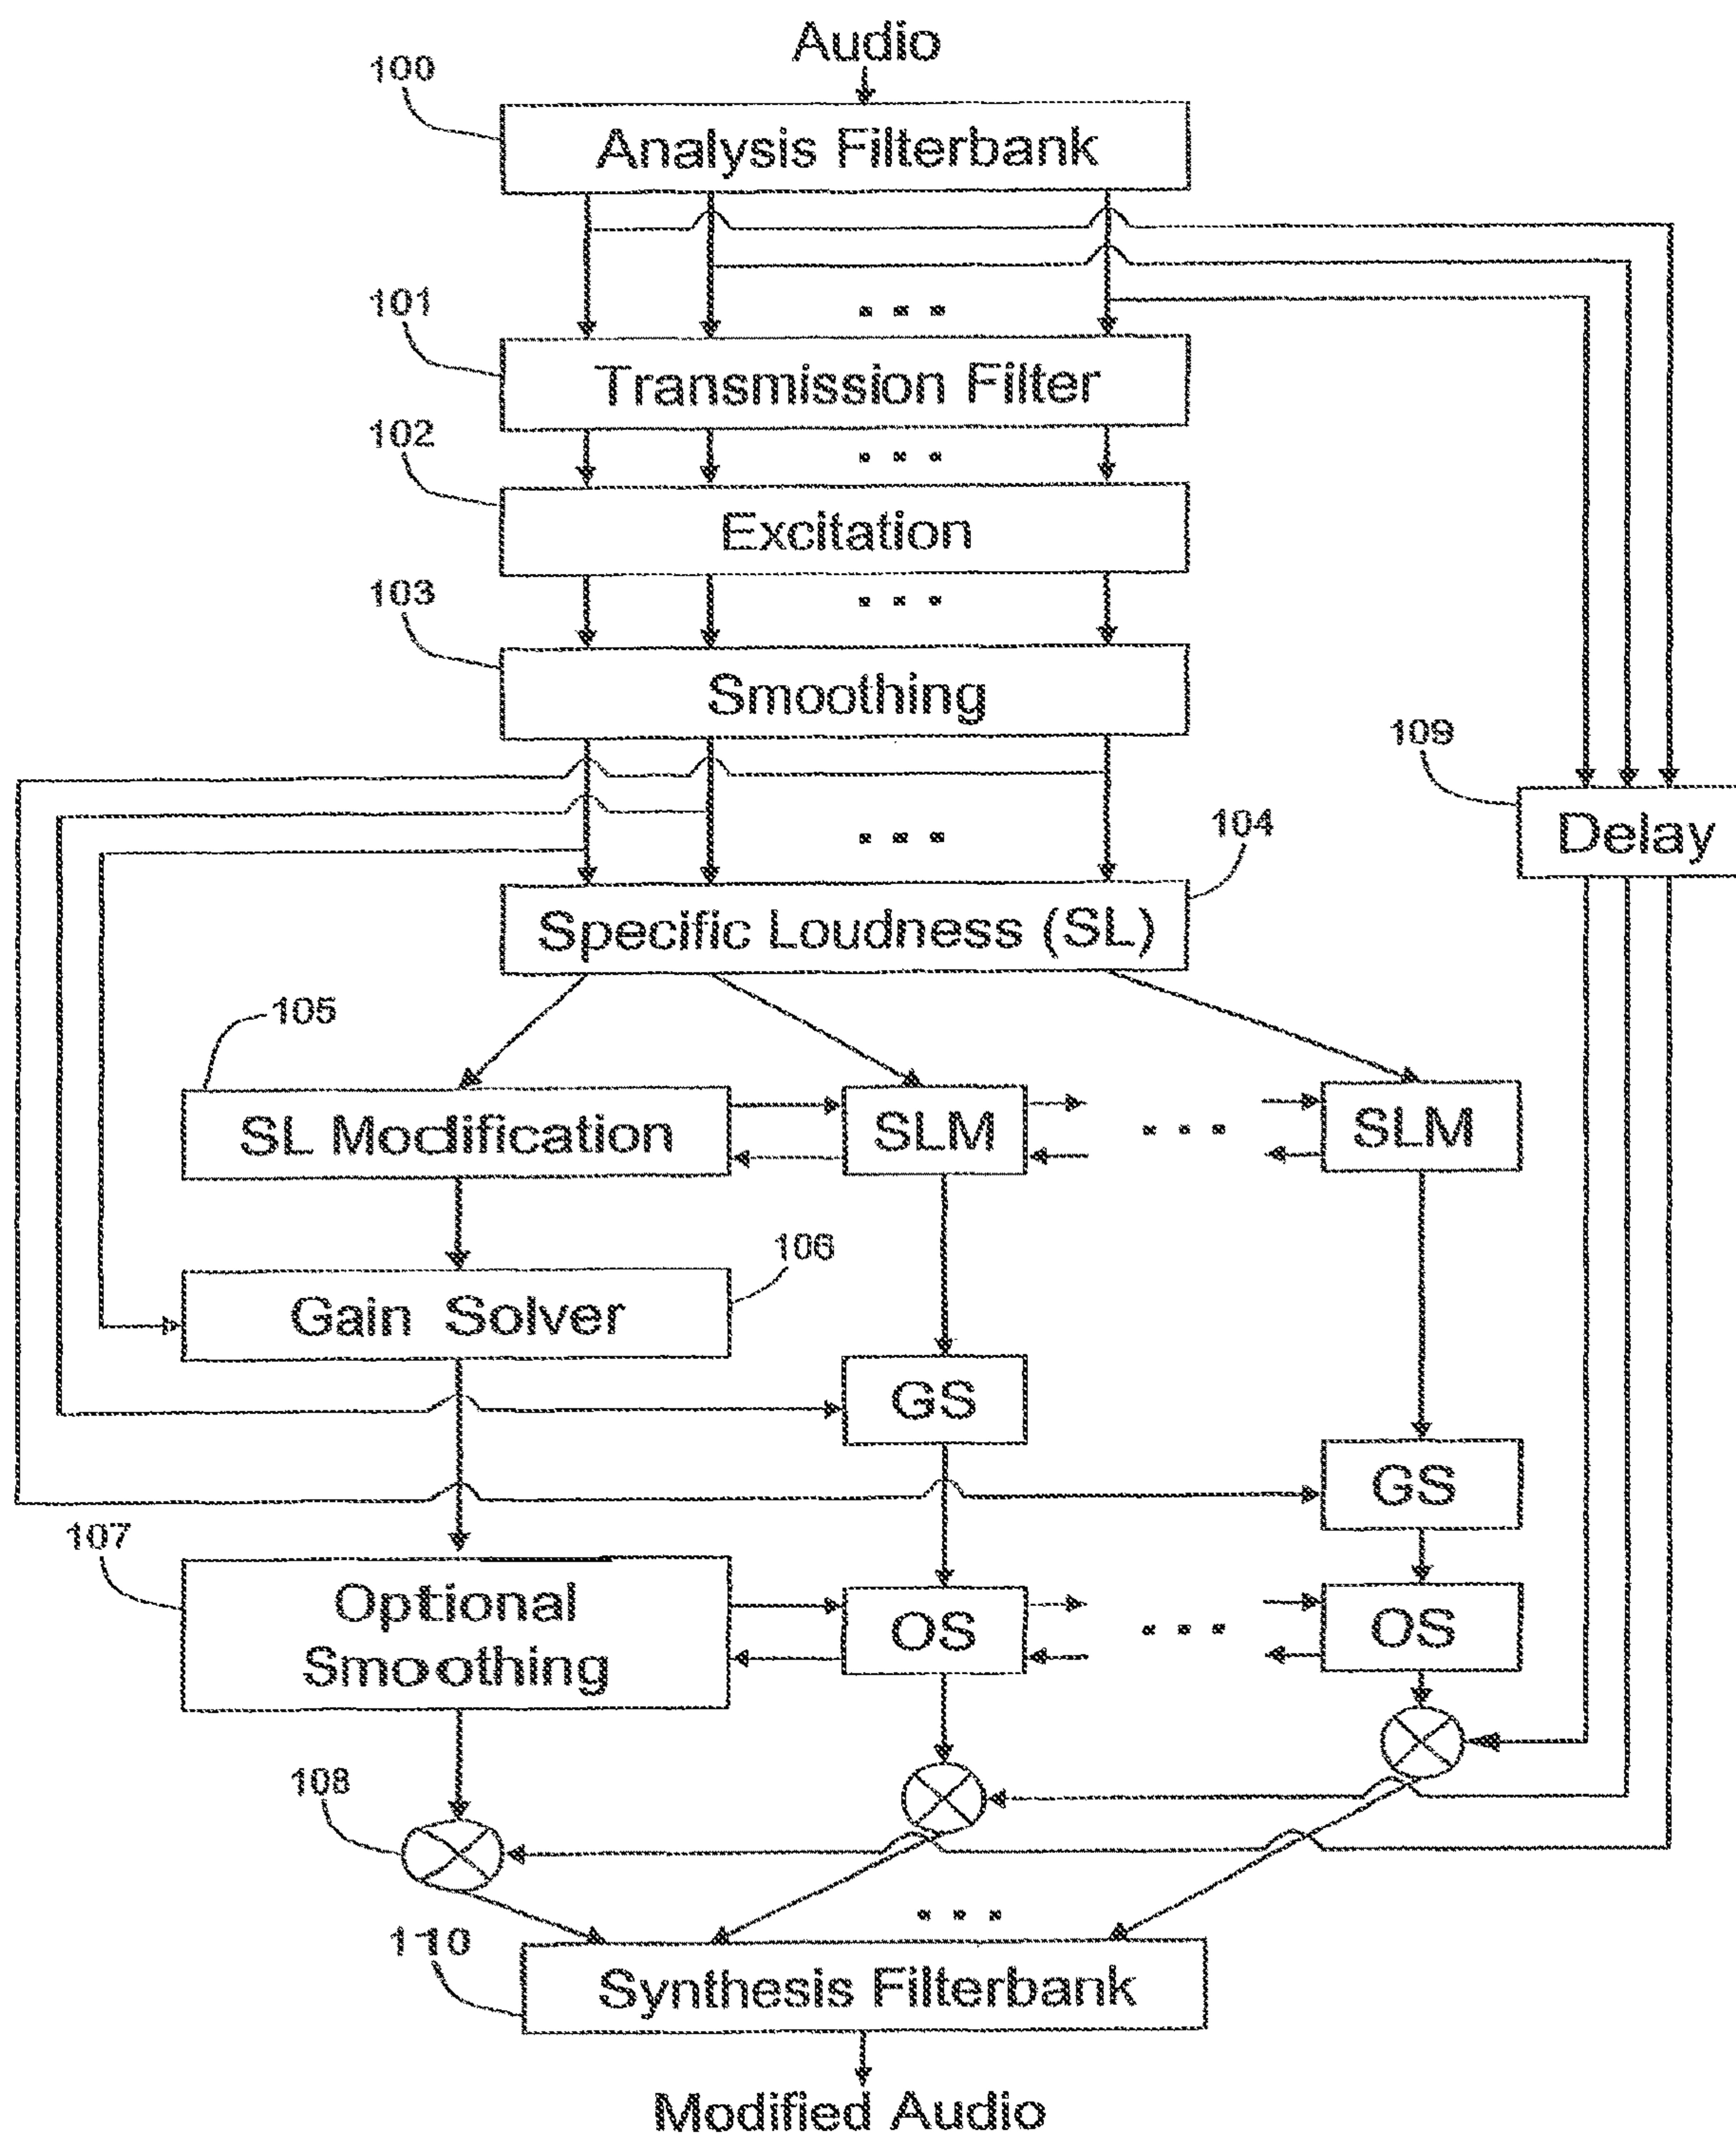 Audio
100
Analysis Filterbank
101
Transmission Filter
102
Excitation
103
Smoothing
109
Delay
104
Specific Loudness (SL)
105
SL Modification
SLM
SLM
106
Gain Solver
GS
GS
107
Optional
Smoothing
OS
OS
108
110
Synthesis Filterbank
Modified Audio